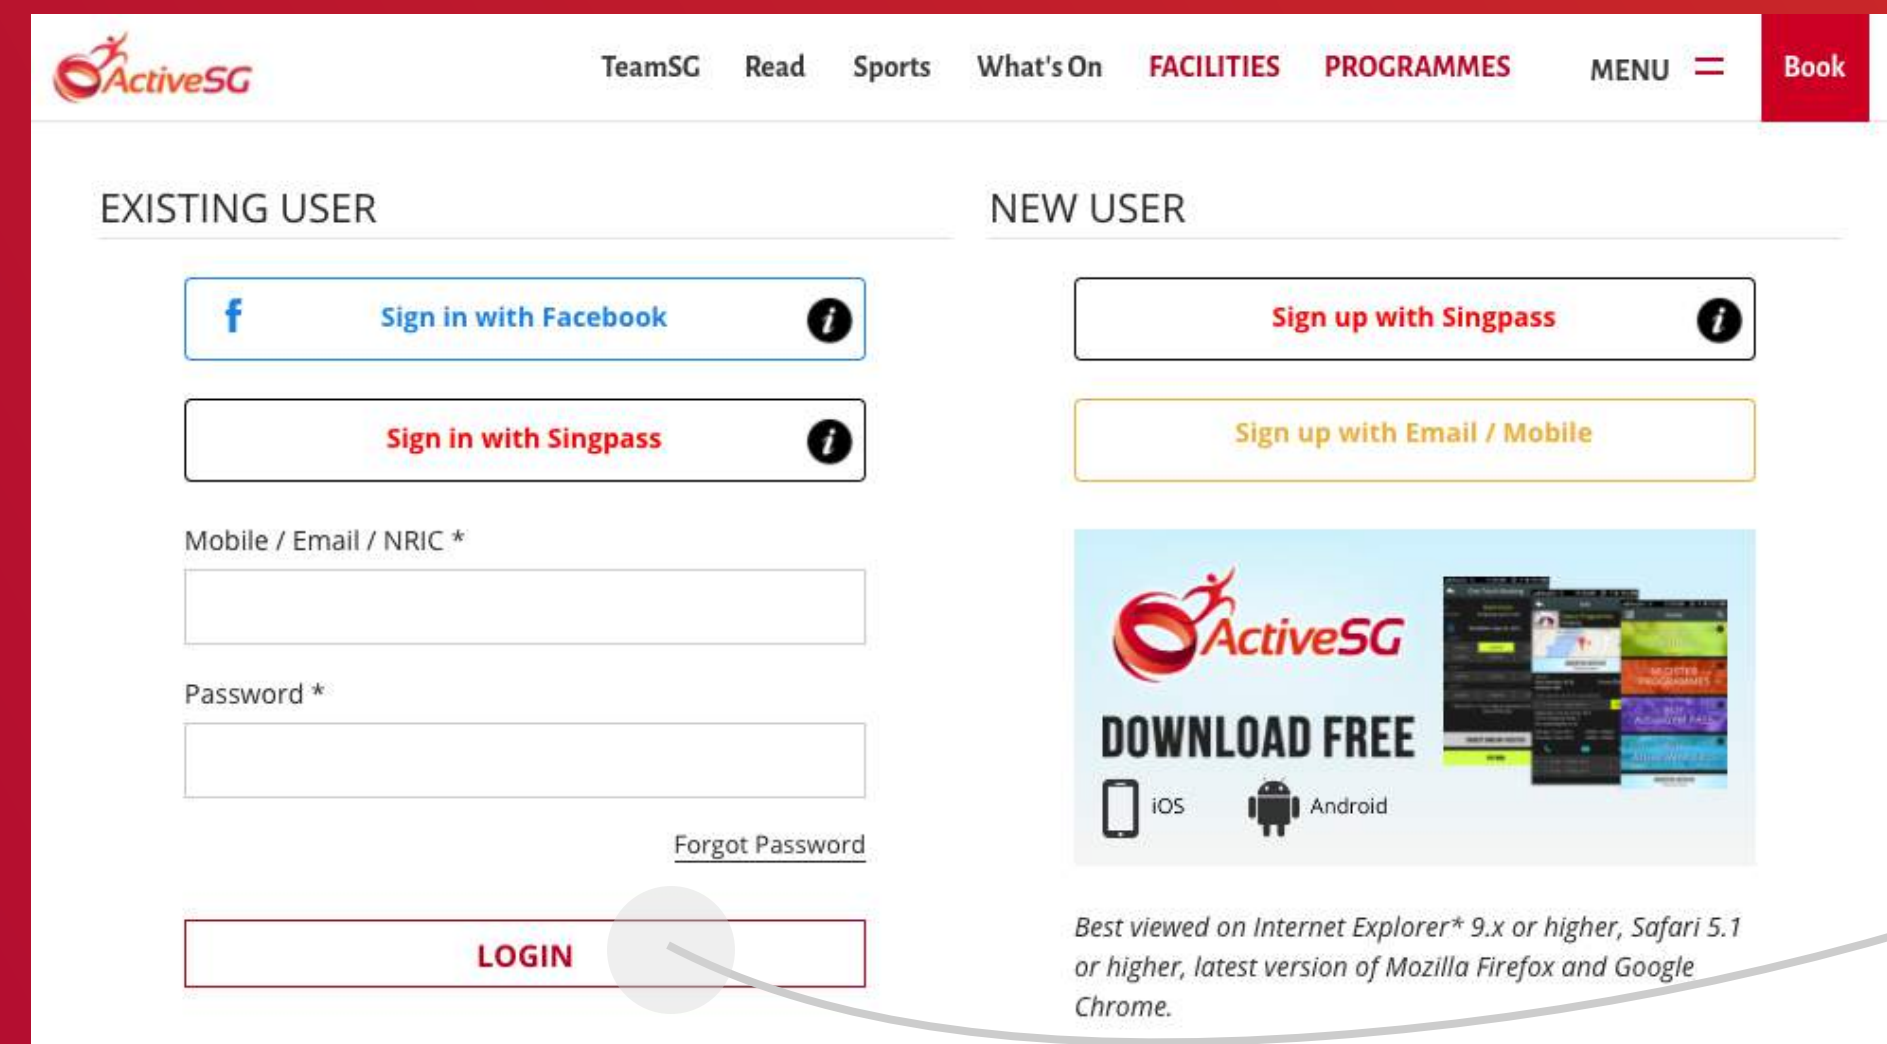 ActiveSG
TeamSG Read Sports What's On FACILITIES PROGRAMMES MENU Book
EXISTING USER
f Sign in with Facebook i
Sign in with Singpass i
Mobile / Email / NRIC *
Password *
Forgot Password
LOGIN
NEW USER
Sign up with Singpass i
Sign up with Email / Mobile
ActiveSG
DOWNLOAD FREE
iOS Android
Best viewed on Internet Explorer* 9.x or higher, Safari 5.1
or higher, latest version of Mozilla Firefox and Google
Chrome.